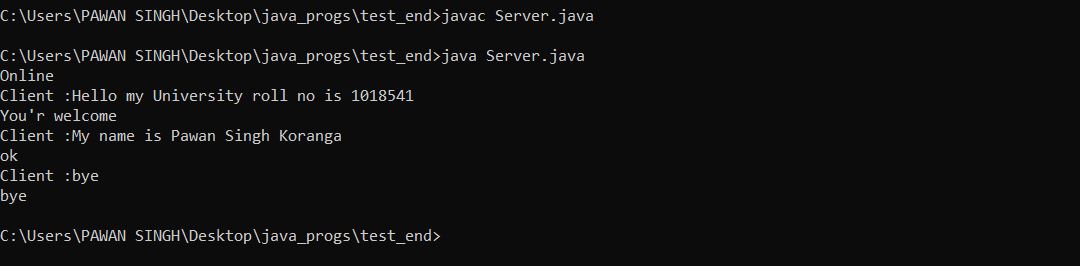 C:\Users\PAWAN SINGH\Desktop\java_progs\test_end>javac Server.java
C:\Users\PAWAN SINGH\Desktop\java_progs\test_end>java Server.java
Online
Client :Hello my University roll no is 1018541
You'r welcome
Client :My name is Pawan Singh Koranga
ok
Client :bye
bye
C:\Users\PAWAN SINGH\Desktop\java_progs\test_end>